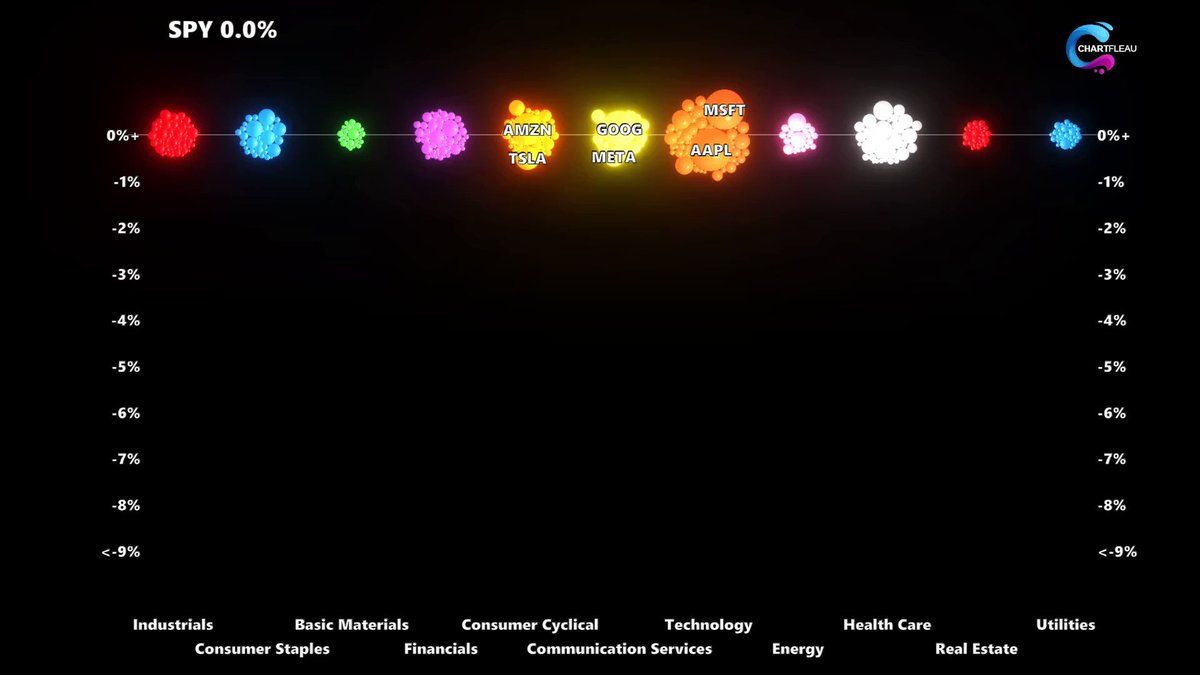 SPY 0.0%
CHARTFLEAU
0%+ AMZN GOOG MSFT 0%+
TSLA META AAPL
-1% -1%
-2% -2%
-3% -3%
-4% -4%
-5% -5%
-6% -6%
-7% -7%
-8% -8%
<-9% <-9%
Industrials Basic Materials Consumer Cyclical Technology Health Care Utilities
Consumer Staples Financials Communication Services Energy Real Estate